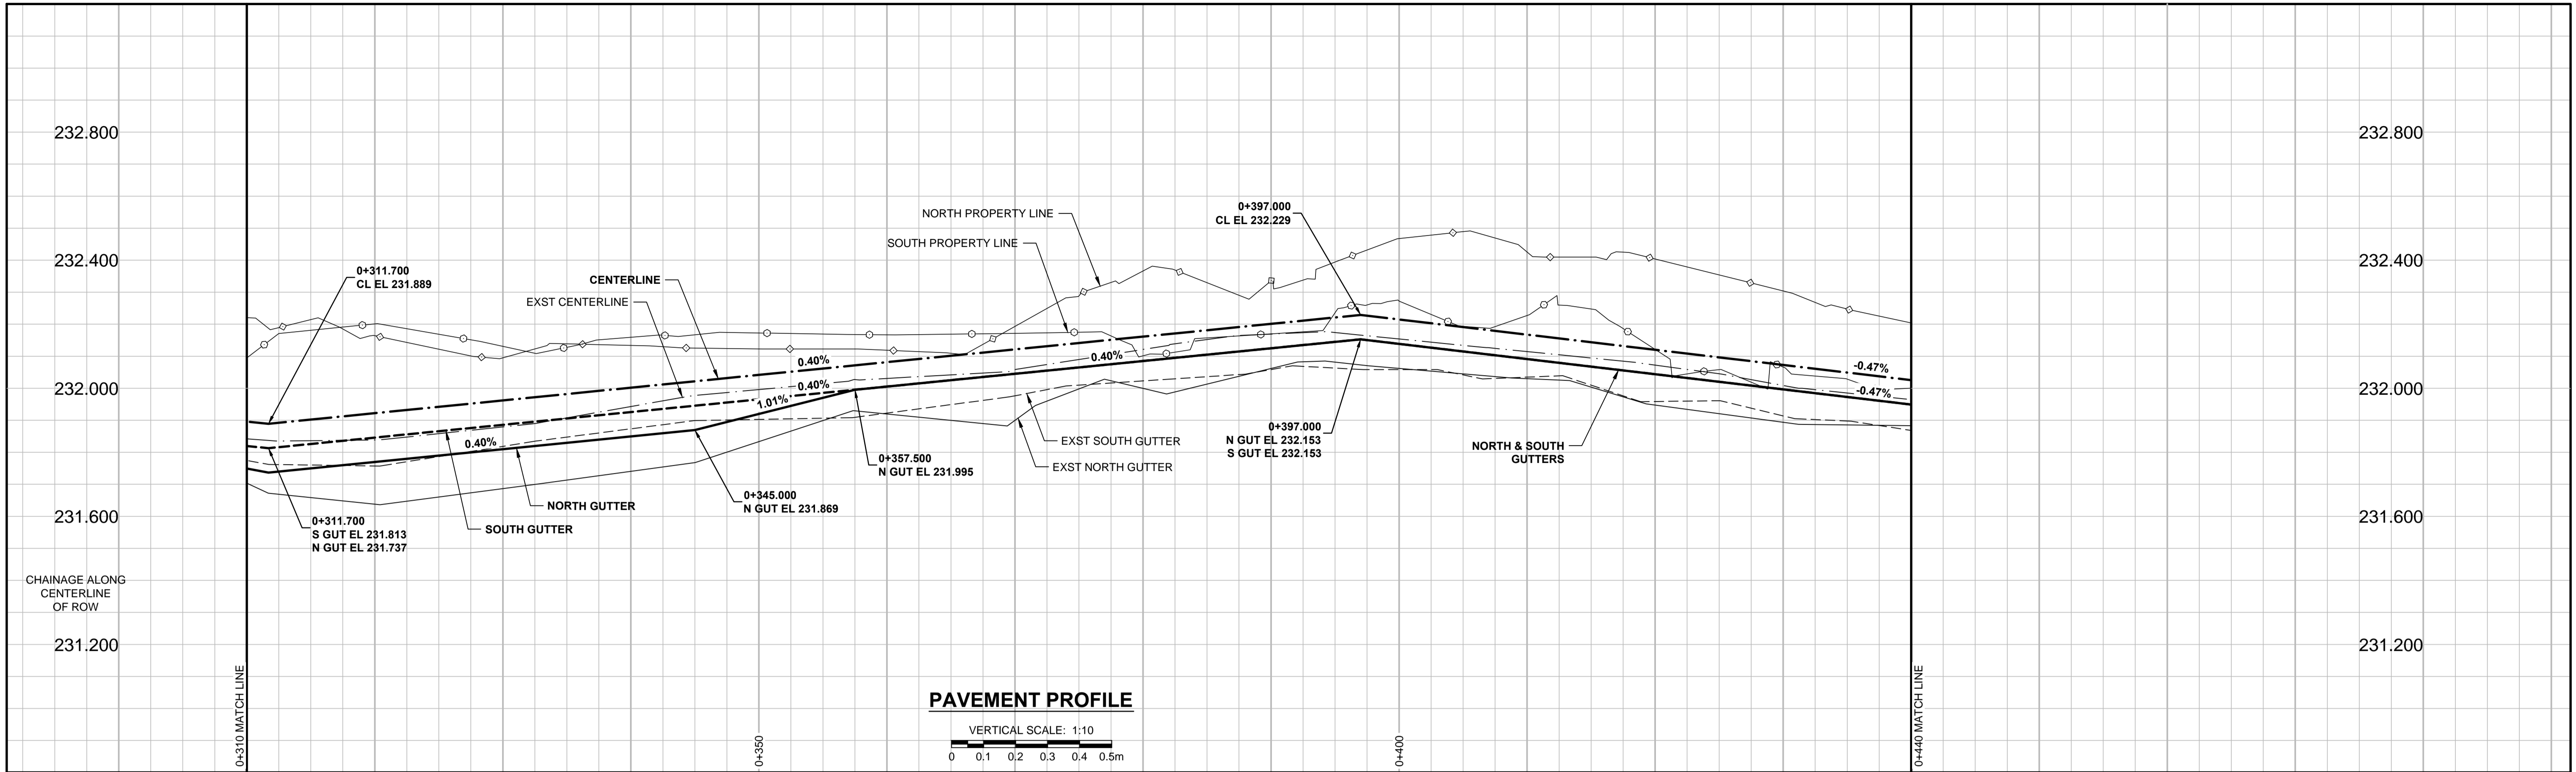 232.800
232.800
NORTH PROPERTY LINE
0+397.000
CL EL 232.229
SOUTH PROPERTY LINE
232.400
232.400
0+311.700
CL EL 231.889
CENTERLINE
EXST CENTERLINE
0.40%
0.40%
-0.47%
232.000
0.40%
232.000
-0.47%
1.01%
0.40%
EXST SOUTH GUTTER
EXST NORTH GUTTER
0+397.000
N GUT EL 232.153
S GUT EL 232.153
NORTH & SOUTH
GUTTERS
0+357.500
N GUT EL 231.995
0+345.000
N GUT EL 231.869
NORTH GUTTER
SOUTH GUTTER
231.600
231.600
0+311.700
S GUT EL 231.813
N GUT EL 231.737
CHAINAGE ALONG
CENTERLINE
OF ROW
231.200
231.200
0+310 MATCH LINE
0+350
0+400
0+440 MATCH LINE
PAVEMENT PROFILE
VERTICAL SCALE: 1:10
0 0.1 0.2 0.3 0.4 0.5m